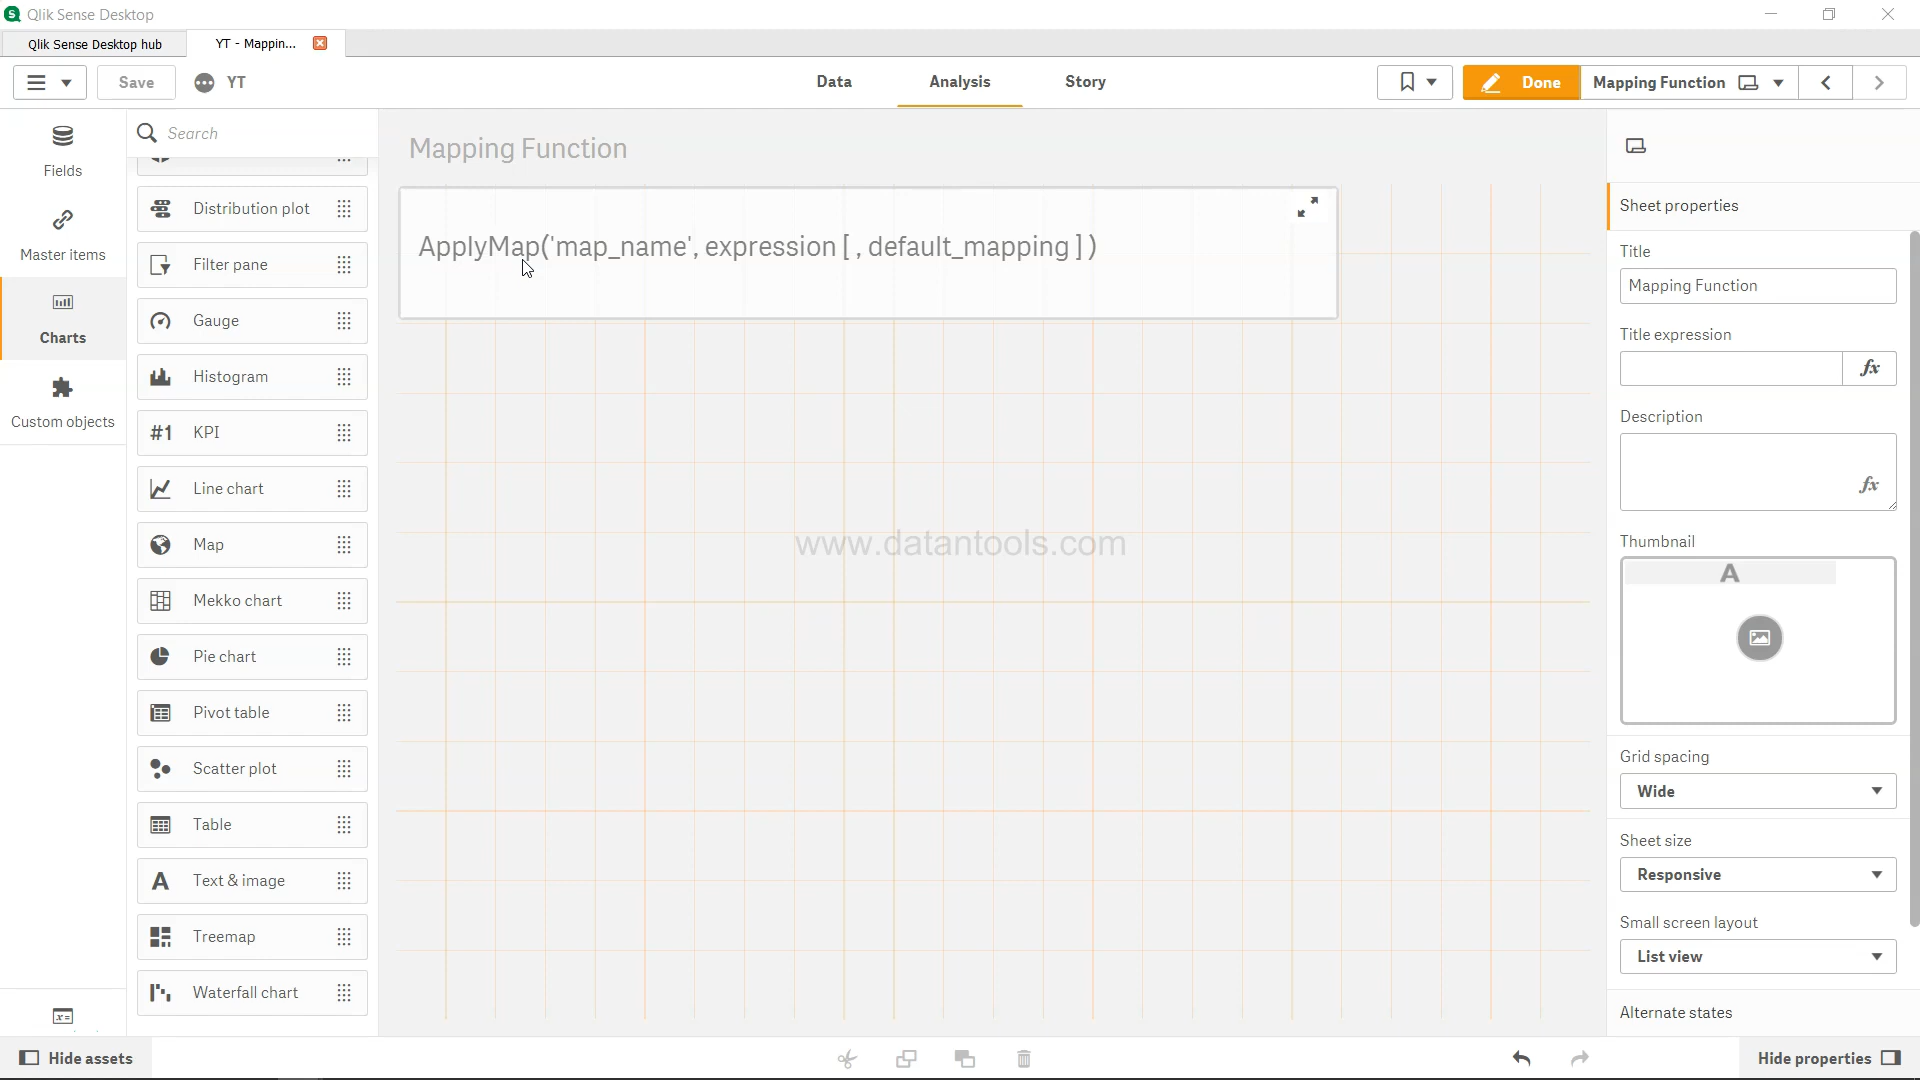 Qlik Sense Desktop
Qlik Sense Desktop hub
YT - Mappin...
Save
YT
Data
Analysis
Story
Done
Mapping Function
Fields
Master items
Charts
Custom objects
Search
Distribution plot
Filter pane
Gauge
Histogram
#1 KPI
Line chart
Map
Mekko chart
Pie chart
Pivot table
Scatter plot
Table
A Text & image
Treemap
Waterfall chart
Mapping Function
ApplyMap('map_name', expression [ , default_mapping ] )
www.datantools.com
Sheet properties
Title
Mapping Function
Title expression
fx
Description
fx
Thumbnail
A
Grid spacing
Wide
Sheet size
Responsive
Small screen layout
List view
Alternate states
Hide assets
Hide properties